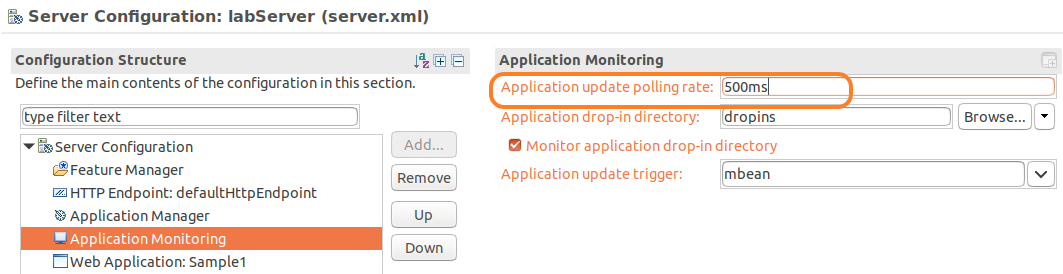 Server Configuration: labServer (server.xml)
Configuration Structure
Define the main contents of the configuration in this section.
type filter text
Server Configuration
Feature Manager
HTTP Endpoint: defaultHttpEndpoint
Application Manager
Application Monitoring
Web Application: Sample1
Add...
Remove
Up
Down
Application Monitoring
Application update polling rate: 500ms
Application drop-in directory: dropins Browse...
Monitor application drop-in directory
Application update trigger: mbean